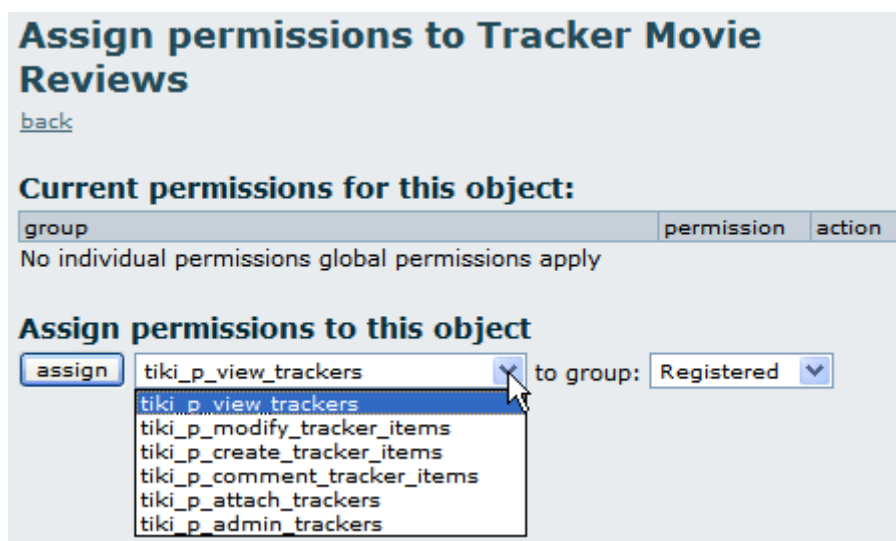 Assign permissions to Tracker Movie
Reviews
back
Current permissions for this object:
group permission action
No individual permissions global permissions apply
Assign permissions to this object
assign tiki_p_view_trackers to group: Registered
tiki_p_view_trackers
tiki_p_modify_tracker_items
tiki_p_create_tracker_items
tiki_p_comment_tracker_items
tiki_p_attach_trackers
tiki_p_admin_trackers